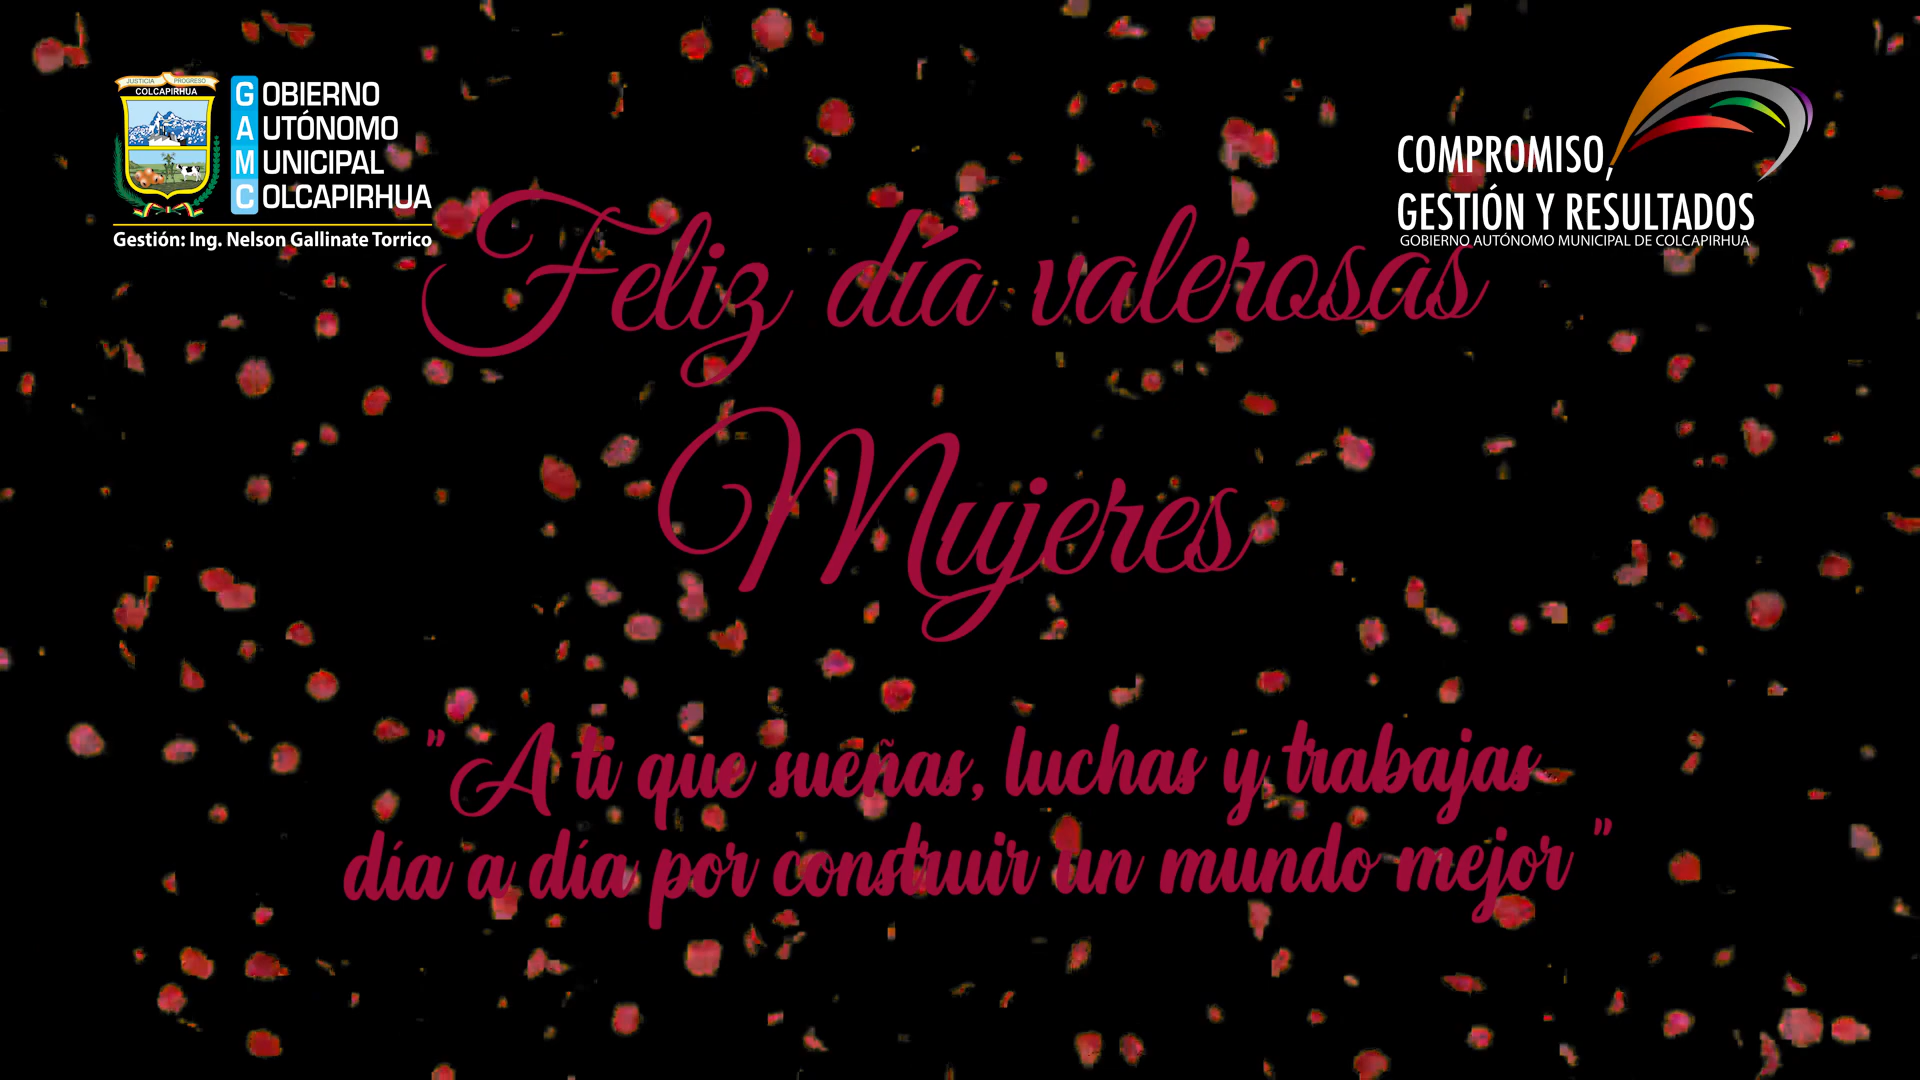 JUSTICIA PROGRESO
COLCAPIRHUA
GOBIERNO
AUTÓNOMO
MUNICIPAL
COLCAPIRHUA
Gestión: Ing. Nelson Gallinate Torrico
COMPROMISO,
GESTIÓN Y RESULTADOS
GOBIERNO AUTÓNOMO MUNICIPAL DE COLCAPIRHUA
Feliz día valerosas
Mujeres
" A ti que sueñas, luchas y trabajas
día a día por construir un mundo mejor "